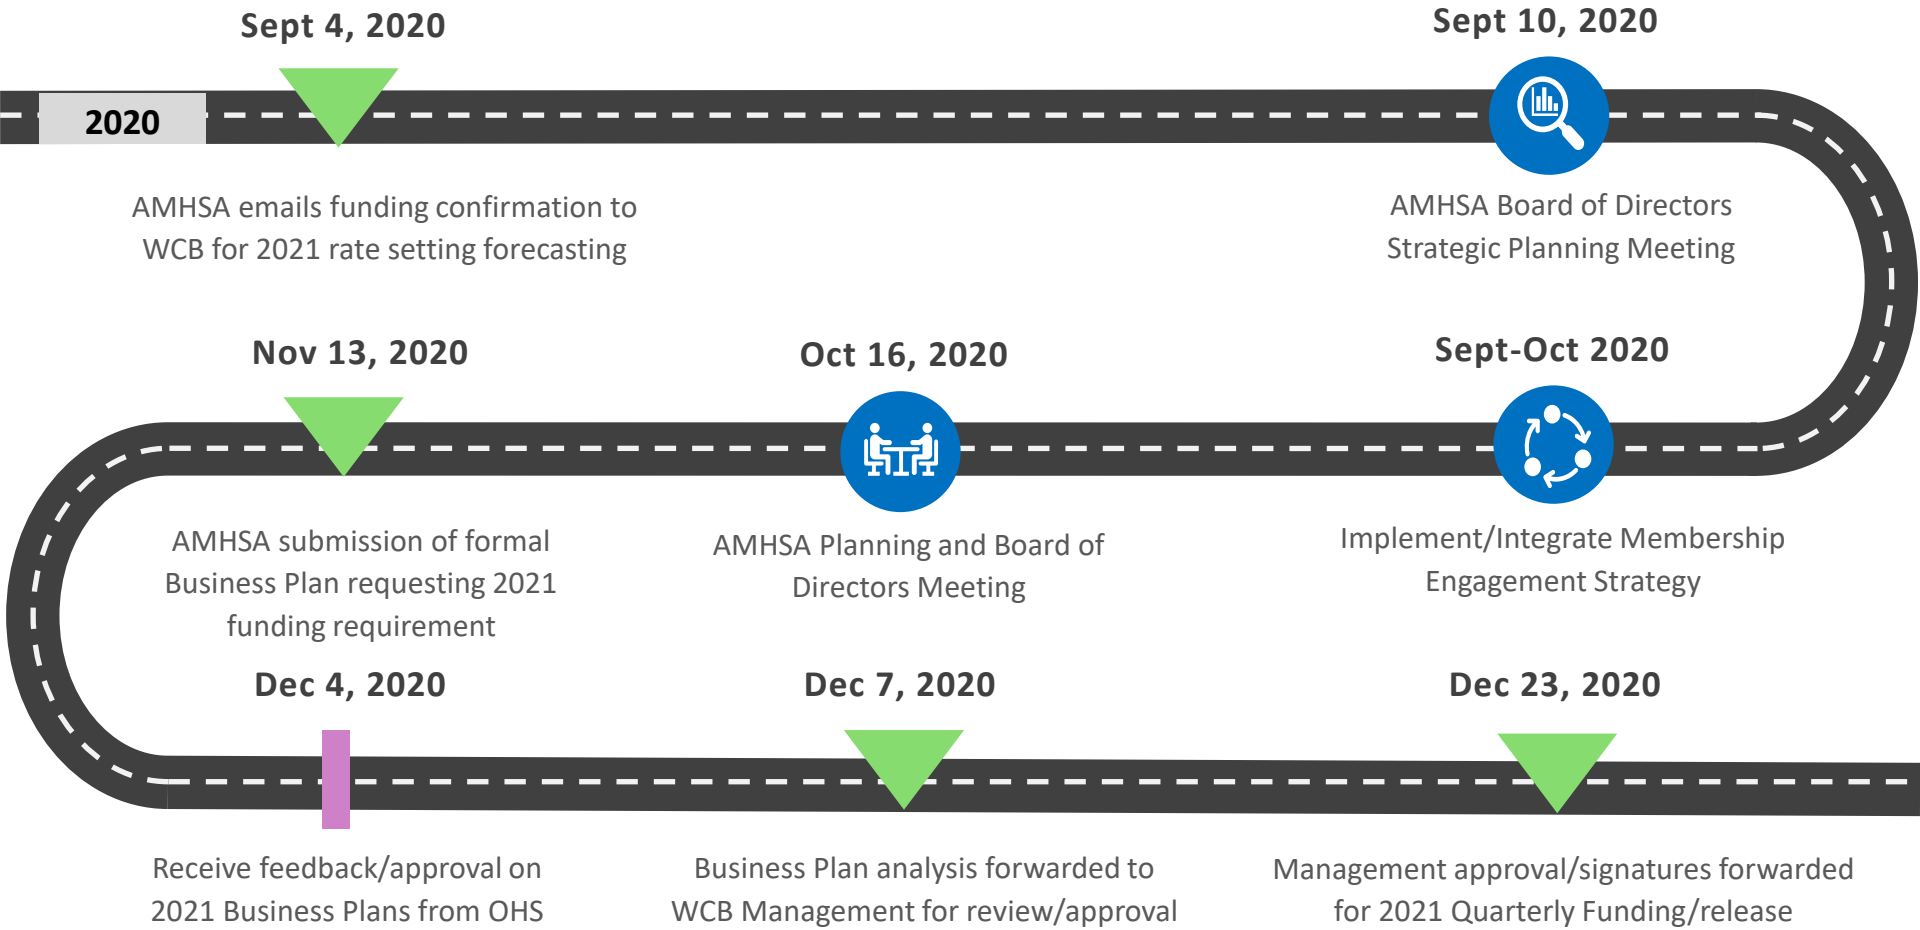 Sept 4, 2020
Sept 10, 2020
2020
AMHSA emails funding confirmation to
WCB for 2021 rate setting forecasting
AMHSA Board of Directors
Strategic Planning Meeting
Nov 13, 2020
Oct 16, 2020
Sept-Oct 2020
AMHSA submission of formal
Business Plan requesting 2021
funding requirement
AMHSA Planning and Board of
Directors Meeting
Implement/Integrate Membership
Engagement Strategy
Dec 4, 2020
Dec 7, 2020
Dec 23, 2020
Receive feedback/approval on
2021 Business Plans from OHS
Business Plan analysis forwarded to
WCB Management for review/approval
Management approval/signatures forwarded
for 2021 Quarterly Funding/release